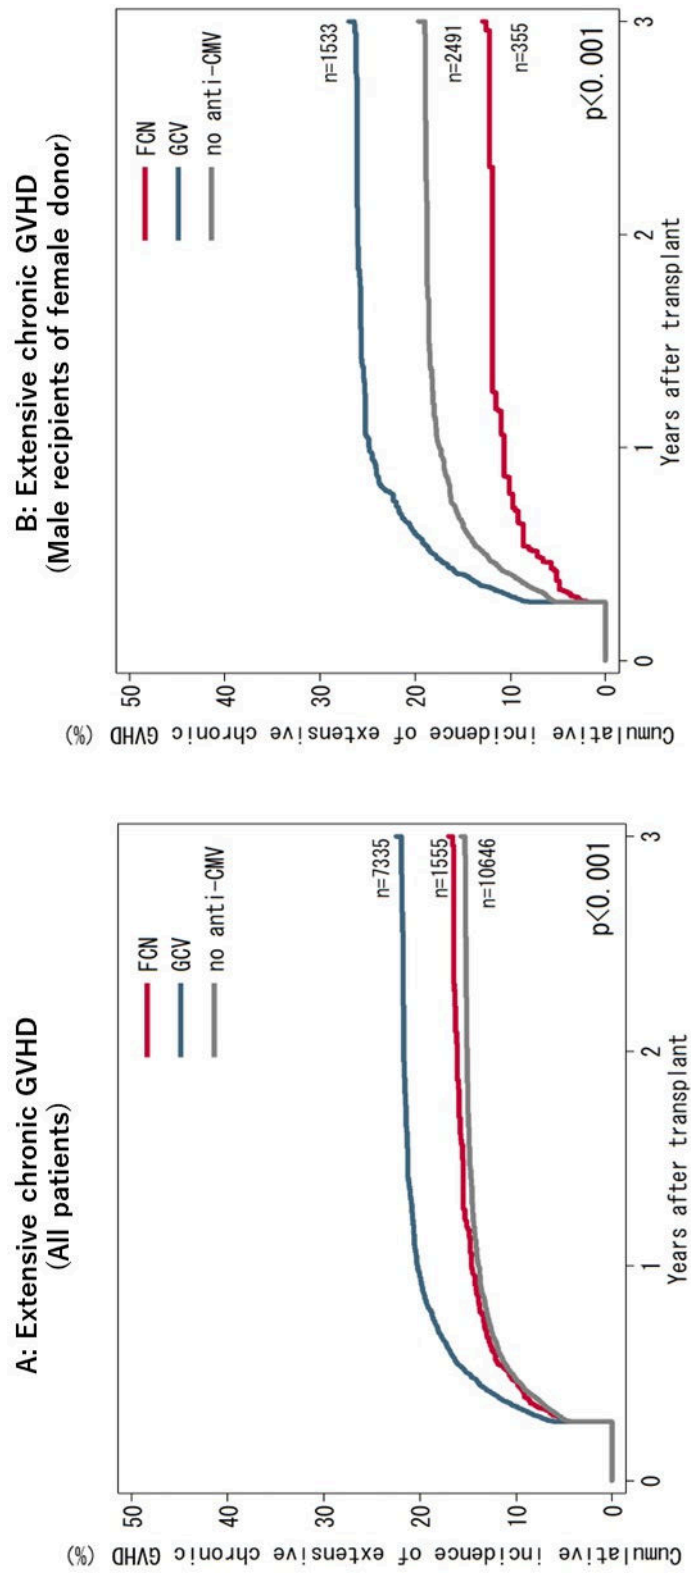 A: Extensive chronic GVHD
(All patients)
Cumulative incidence of extensive chronic GVHD (%)
50
40
30
20
10
0
FCN
GCV
no anti-CMV
n=7335
n=1555
n=10646
p<0.001
0 1 2 3
Years after transplant
B: Extensive chronic GVHD
(Male recipients of female donor)
Cumulative incidence of extensive chronic GVHD (%)
50
40
30
20
10
0
FCN
GCV
no anti-CMV
n=1533
n=2491
n=355
p<0.001
0 1 2 3
Years after transplant